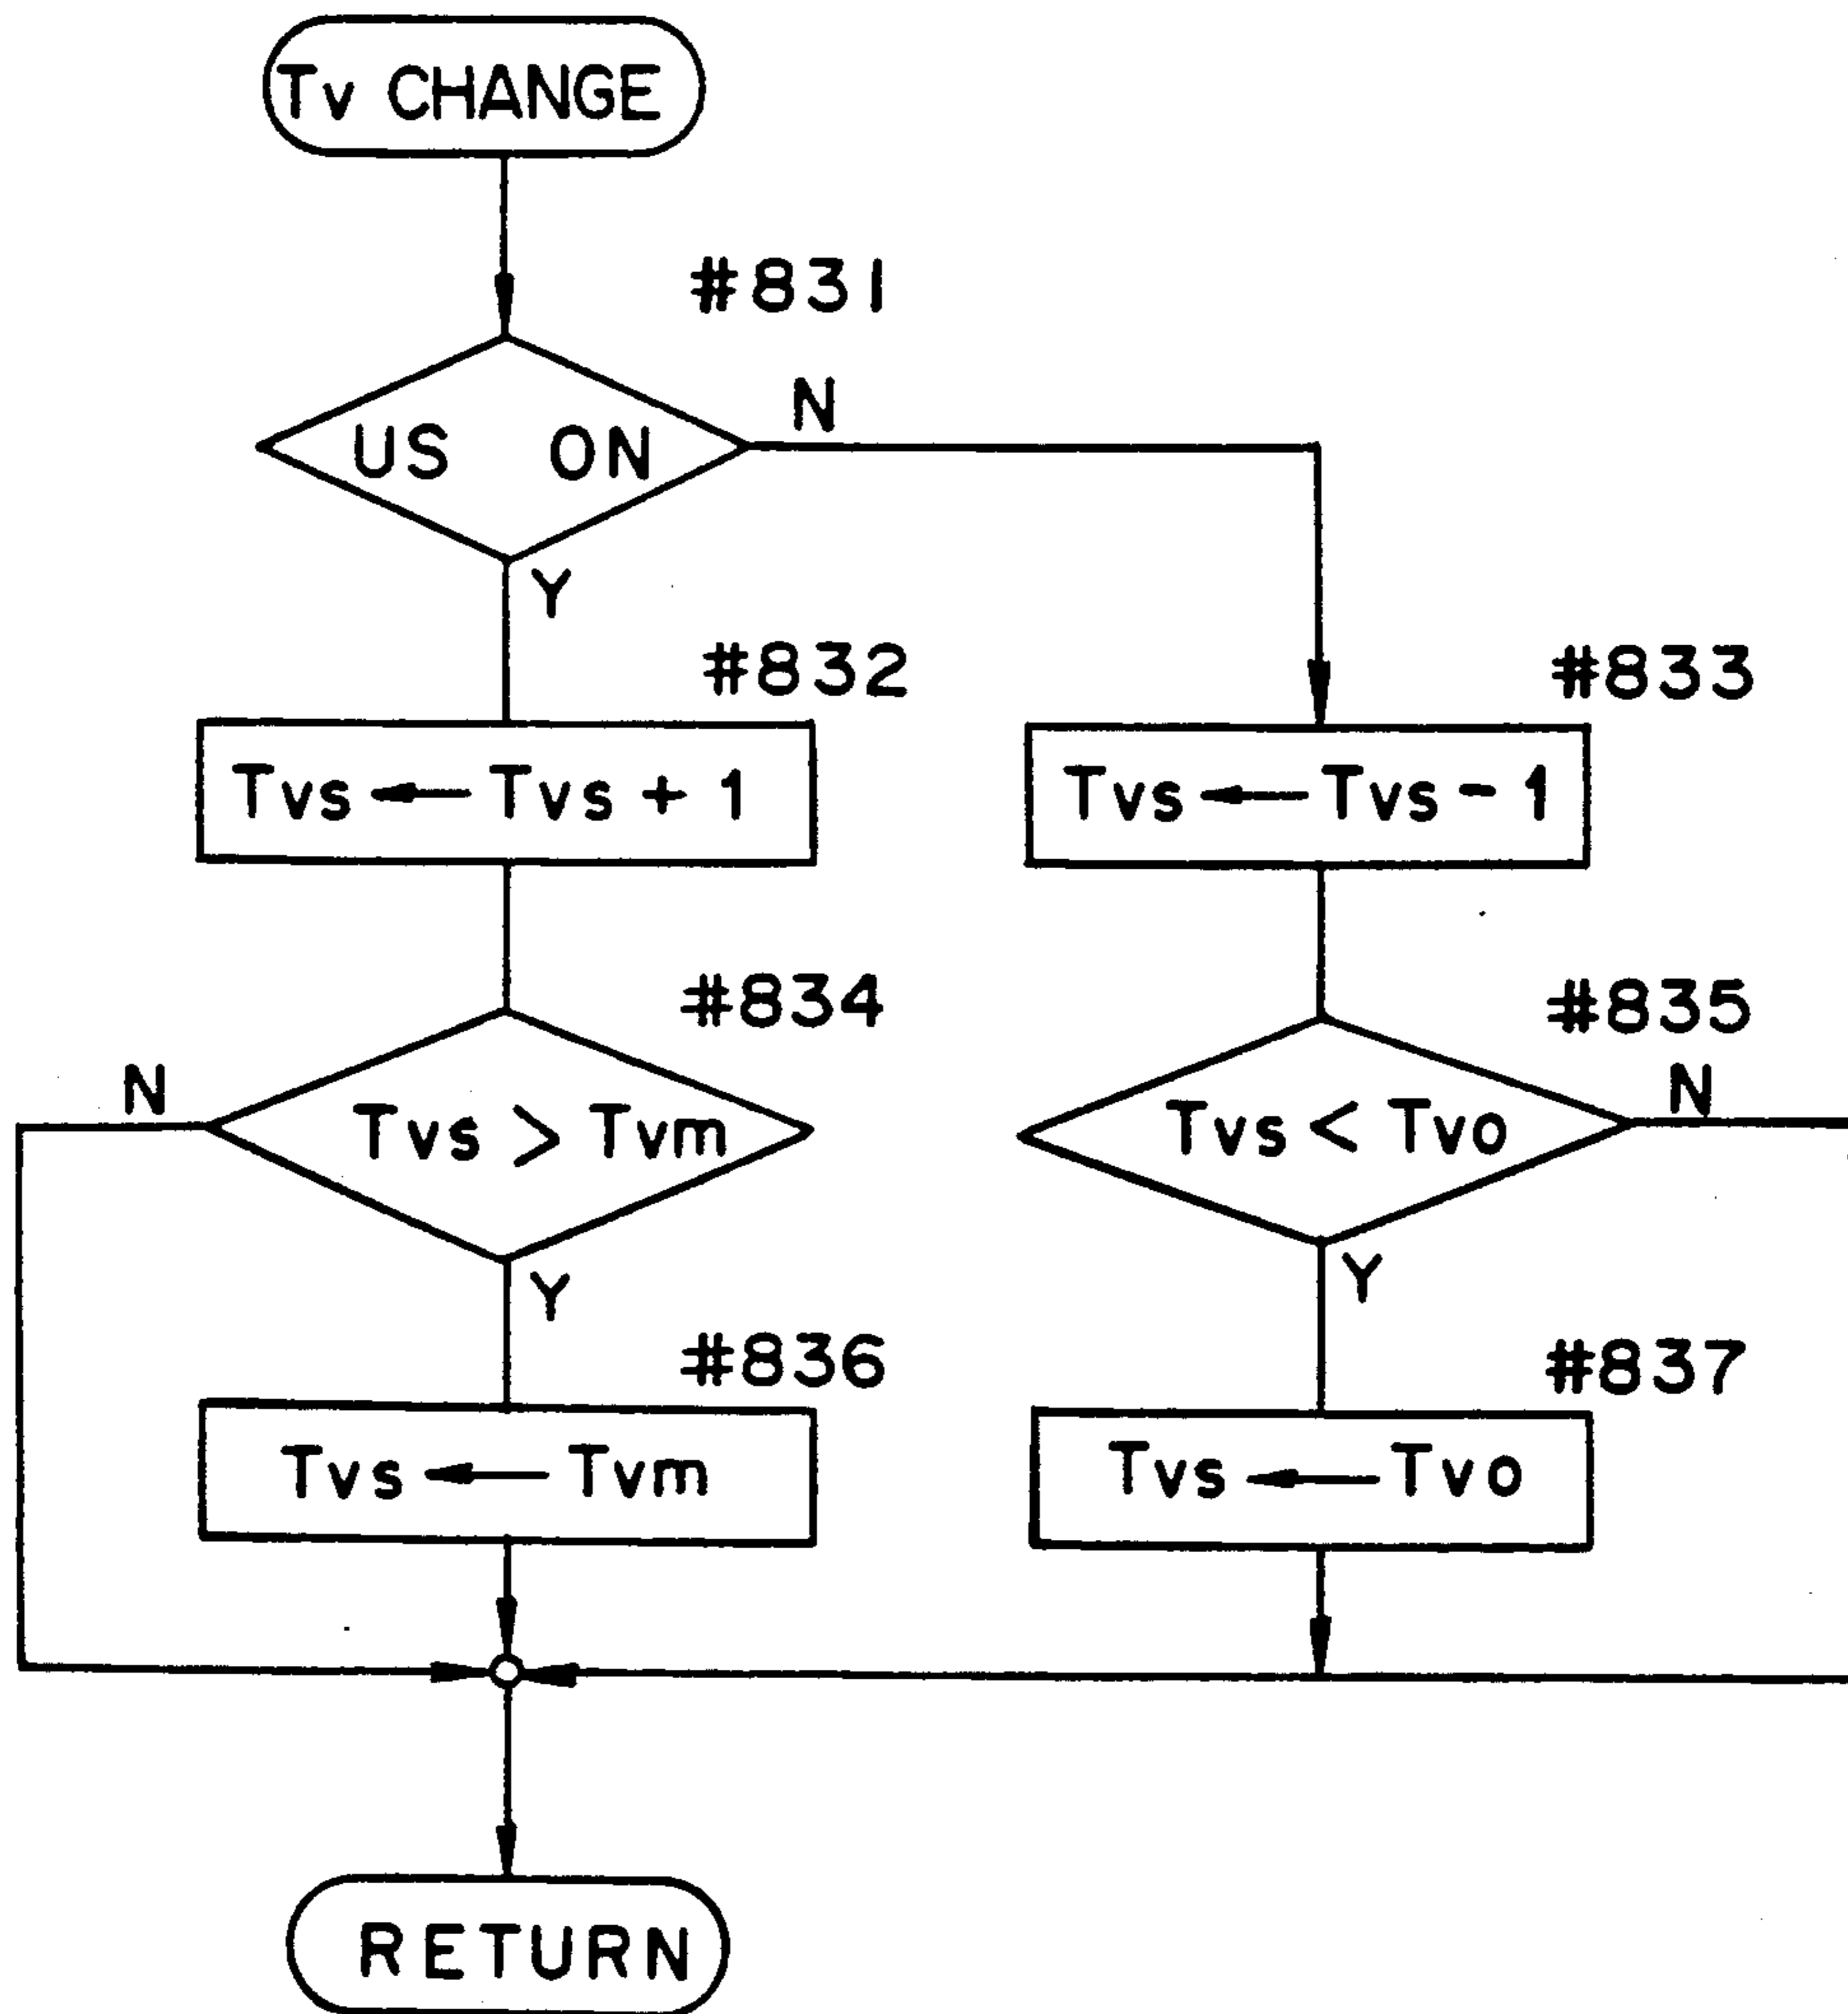 Tv CHANGE
#831
US ON
N
Y
#832
#833
Tvs ← Tvs + 1
Tvs ← Tvs - 1
#834
#835
N
Tvs > Tvm
Tvs < Tvo
N
Y
Y
#836
#837
Tvs ← Tvm
Tvs ← Tvo
RETURN